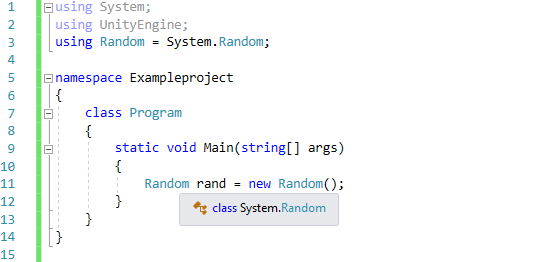 1 using System;
2 using UnityEngine;
3 using Random = System.Random;
4
5 namespace Exampleproject
6 {
7 class Program
8 {
9 static void Main(string[] args)
10 {
11 Random rand = new Random();
12 }
class System.Random
13 }
14 }
15